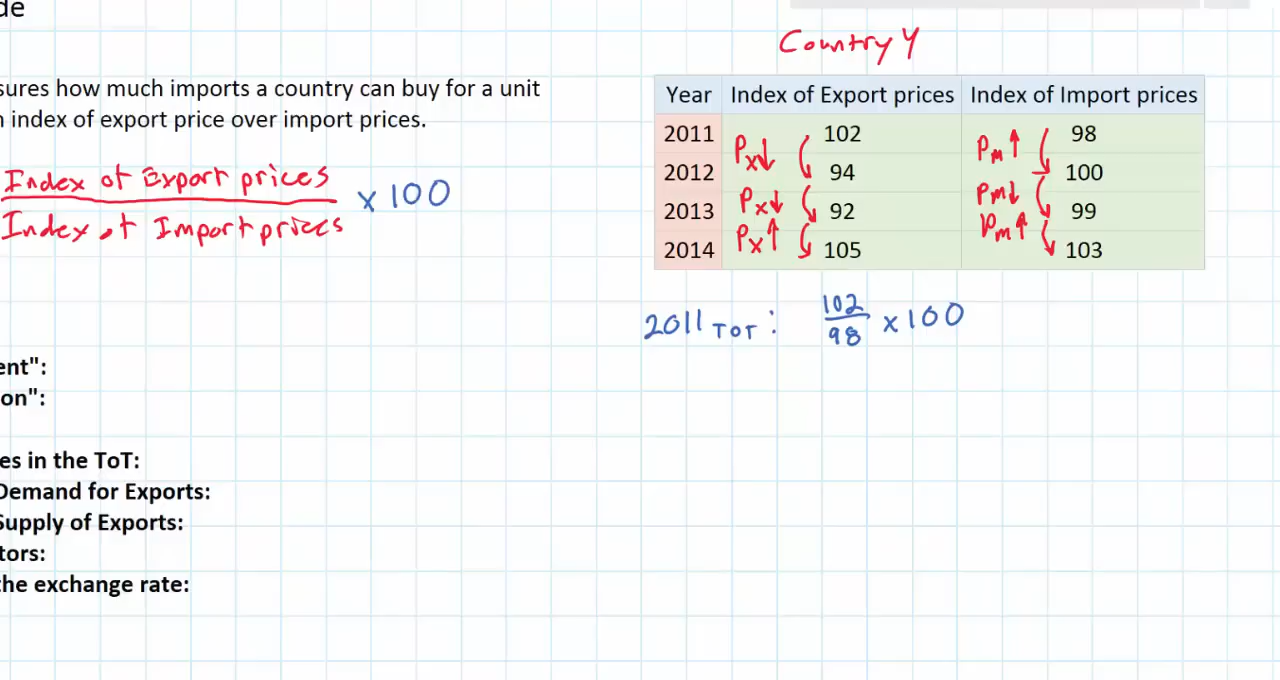 de
Country Y
sures how much imports a country can buy for a unit
n index of export price over import prices.
Index of Export prices
Index of Import prices
x 100
Year Index of Export prices Index of Import prices
2011 102 98
Px↓ Pm↑
2012 94 100
Px↓ Pm↓
2013 92 99
Px↑ Pm↑
2014 105 103
2011 TOT: 102/98 x100
ent":
on":
es in the ToT:
Demand for Exports:
Supply of Exports:
tors:
the exchange rate: